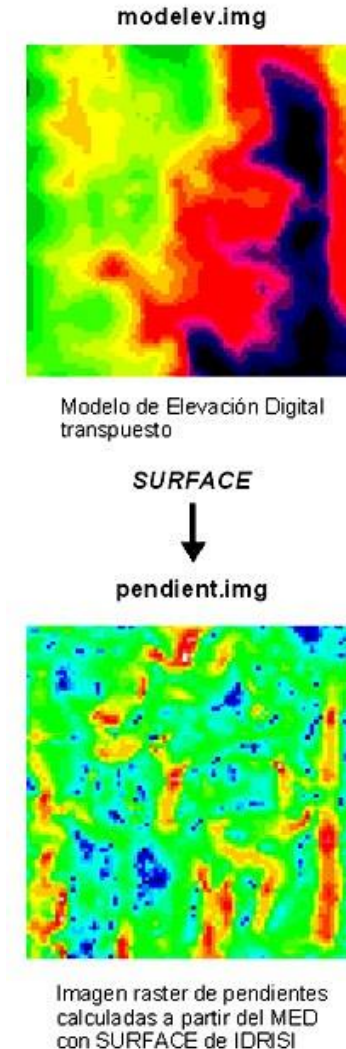 modelev.img
Modelo de Elevación Digital
transpuesto
SURFACE
pendient.img
Imagen raster de pendientes
calculadas a partir del MED
con SURFACE de IDRISI